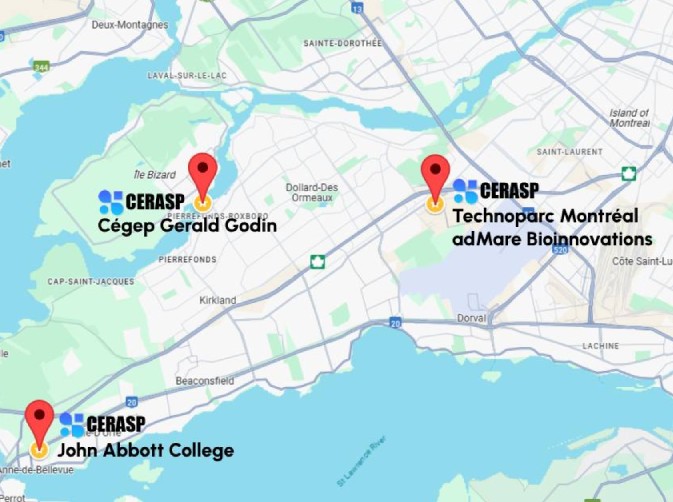 Deux-Montagnes
13
SAINTE-DOROTHÉE
344
LAVAL-SUR-LE-LAC
Island of
Montreal
SAINT-LAURENT
Île Bizard
Dollard-Des
Ormeaux
CERASP
CERASP
PIERREFONDS-ROXBORO
Cégep Gerald Godin
Technoparc Montréal
adMare Bioinnovations
520
PIERREFONDS
Côte Saint-Lu
CAP-SAINT-JACQUES
Kirkland
Dorval
20
LACHINE
Beaconsfield
20
CERASP
John Abbott College
Anne-de-Bellevue
St Lawrence River
Perrot